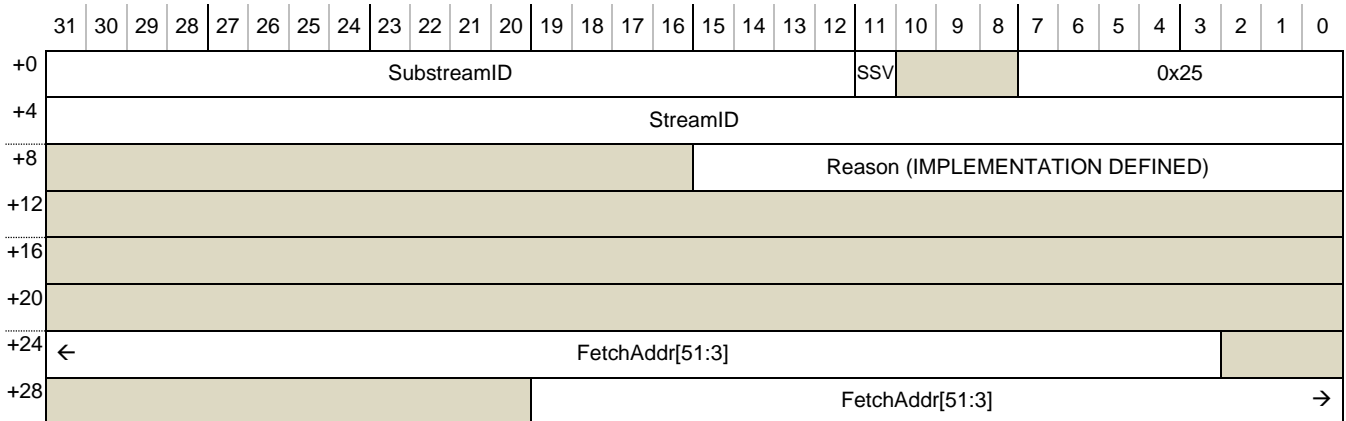 31 30 29 28 27 26 25 24 23 22 21 20 19 18 17 16 15 14 13 12 11 10 9 8 7 6 5 4 3 2 1 0
+0 SubstreamID SSV 0x25
+4 StreamID
+8 Reason (IMPLEMENTATION DEFINED)
+12
+16
+20
+24 ← FetchAddr[51:3]
+28 FetchAddr[51:3] →